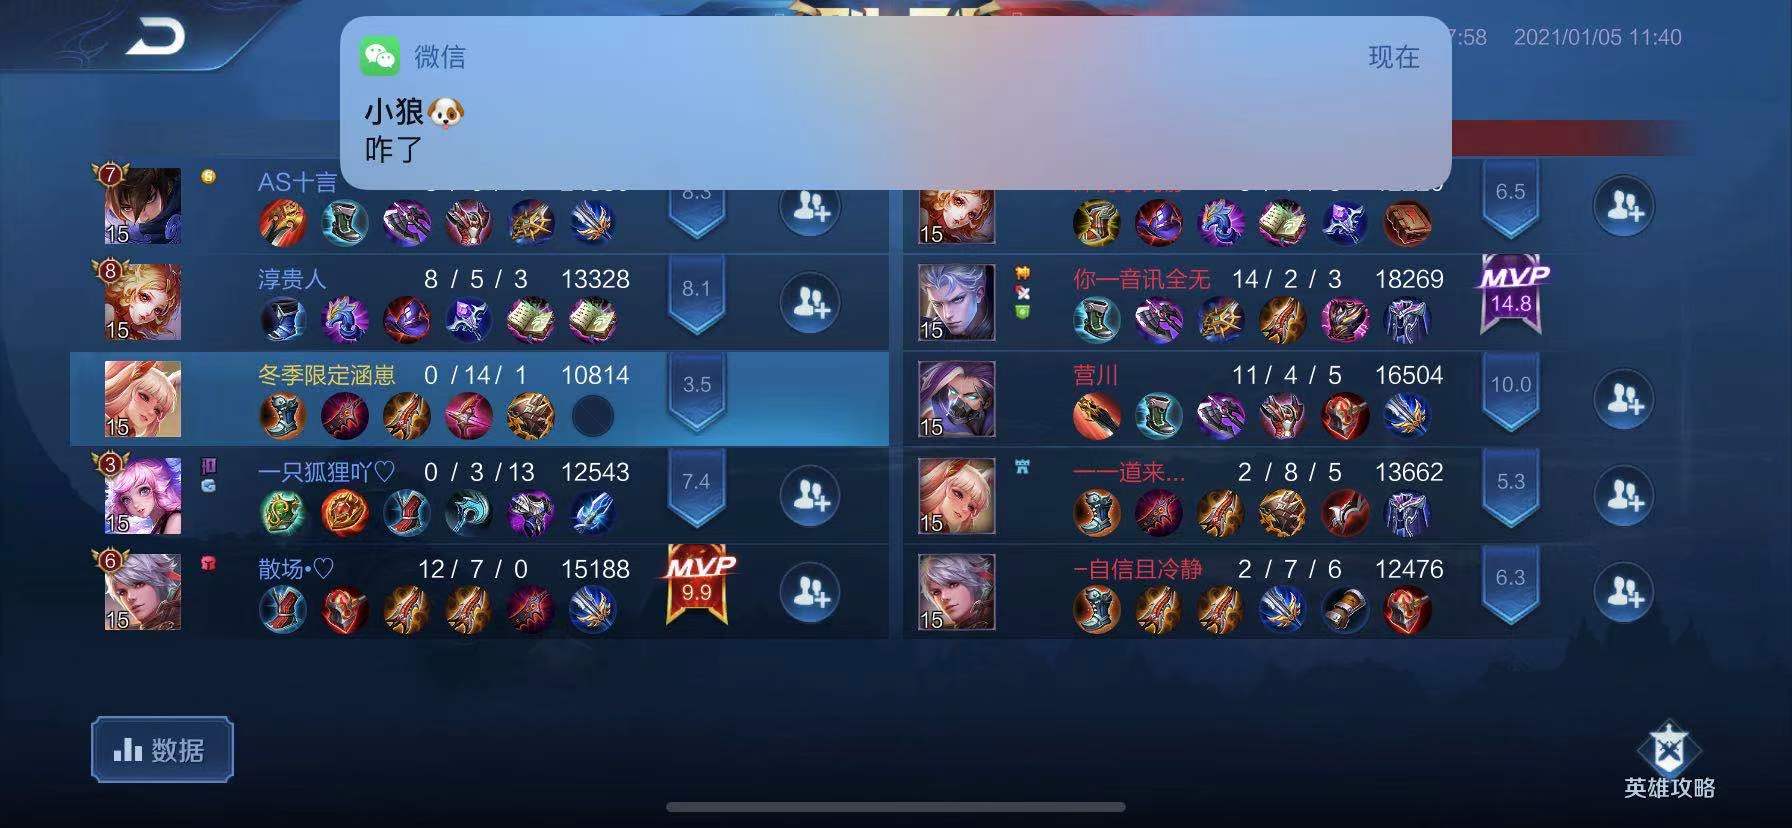 微信
现在
小狼
咋了
7:58 2021/01/05 11:40
7
15
AS十言
8.3
15
6.5
8
15
淳贵人 8 / 5 / 3 13328
8.1
15
你一音讯全无 14 / 2 / 3 18269
MVP
14.8
15
冬季限定涵崽 0 / 14 / 1 10814
3.5
15
营川 11 / 4 / 5 16504
10.0
3
15
一只狐狸吖♡ 0 / 3 / 13 12543
7.4
15
一一道来... 2 / 8 / 5 13662
5.3
6
15
散场•♡ 12 / 7 / 0 15188
MVP
9.9
15
–自信且冷静 2 / 7 / 6 12476
6.3
数据
英雄攻略